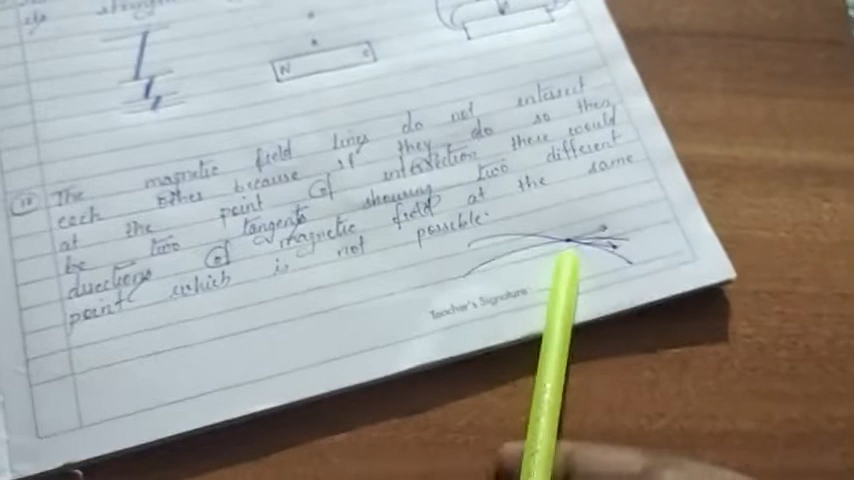 N S
10 The magnetic field lines do not intersect
each other because if they do so then
at the point of intersection there would
be two tangents showing two different
directions of magnetic field at the same
point which is not possible.
Teacher's Signature